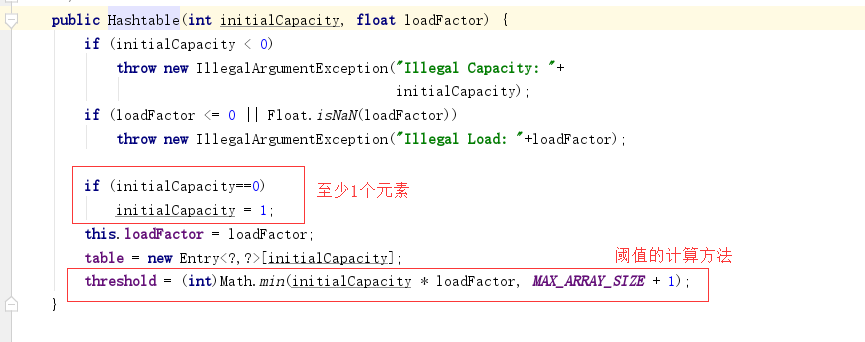 public Hashtable(int initialCapacity, float loadFactor) {
if (initialCapacity < 0)
throw new IllegalArgumentException("Illegal Capacity: "+
initialCapacity);
if (loadFactor <= 0 || Float.isNaN(loadFactor))
throw new IllegalArgumentException("Illegal Load: "+loadFactor);
if (initialCapacity==0) 至少1个元素
initialCapacity = 1;
this.loadFactor = loadFactor;
table = new Entry<?,?>[initialCapacity]; 阈值的计算方法
threshold = (int)Math.min(initialCapacity * loadFactor, MAX_ARRAY_SIZE + 1);
}